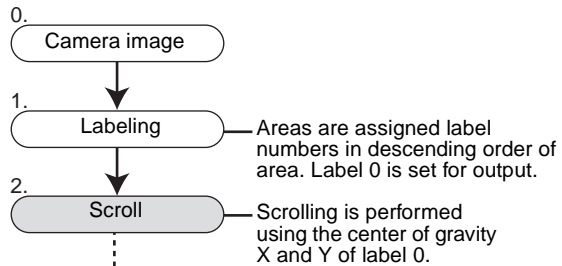 0.
Camera image
1.
Labeling
Areas are assigned label
numbers in descending order of
area. Label 0 is set for output.
2.
Scroll
Scrolling is performed
using the center of gravity
X and Y of label 0.